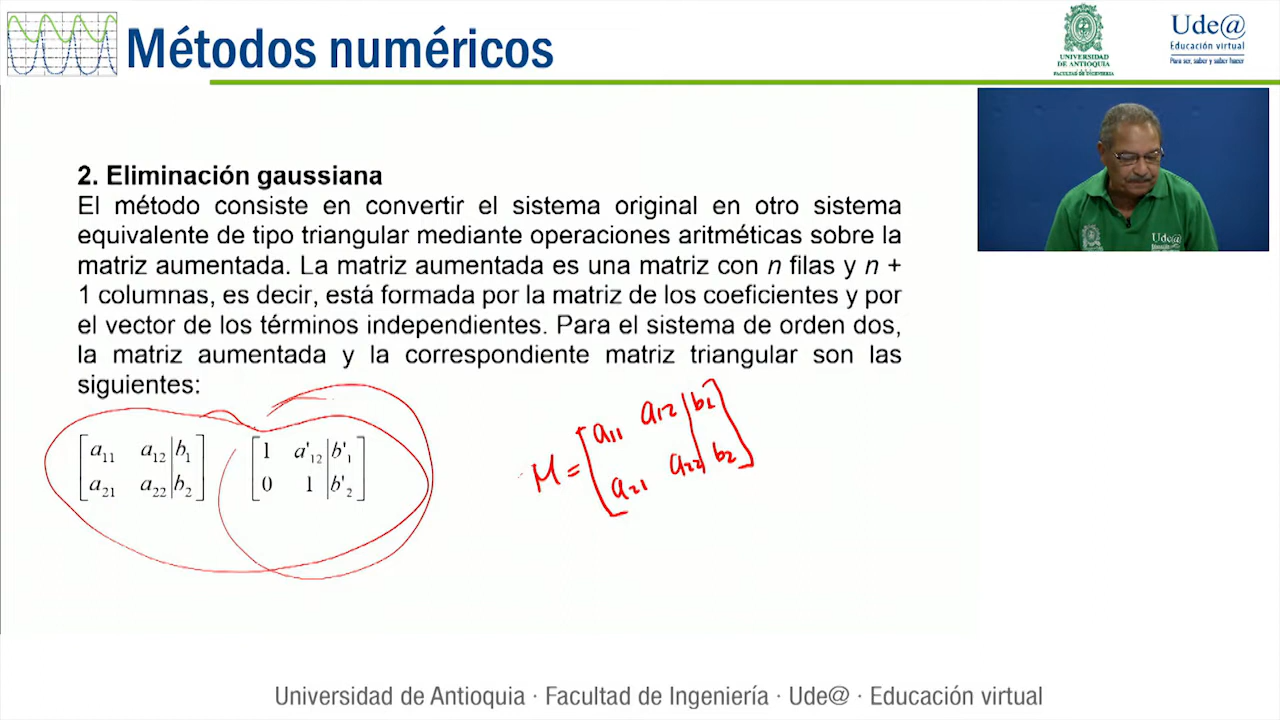 Métodos numéricos
UNIVERSIDAD
DE ANTIOQUIA
FACULTAD DE INGENIERÍA
Ude@
Educación virtual
Para ser, saber y saber hacer
2. Eliminación gaussiana
El método consiste en convertir el sistema original en otro sistema
equivalente de tipo triangular mediante operaciones aritméticas sobre la
matriz aumentada. La matriz aumentada es una matriz con n filas y n +
1 columnas, es decir, está formada por la matriz de los coeficientes y por
el vector de los términos independientes. Para el sistema de orden dos,
la matriz aumentada y la correspondiente matriz triangular son las
siguientes:
a11 a12 | b1 1 a'12 | b'1
a21 a22 | b2 0 1 | b'2
M = [ a11 a12 | b2
a21 a22 | b2 ]
Ude@
Universidad de Antioquia · Facultad de Ingeniería · Ude@ · Educación virtual